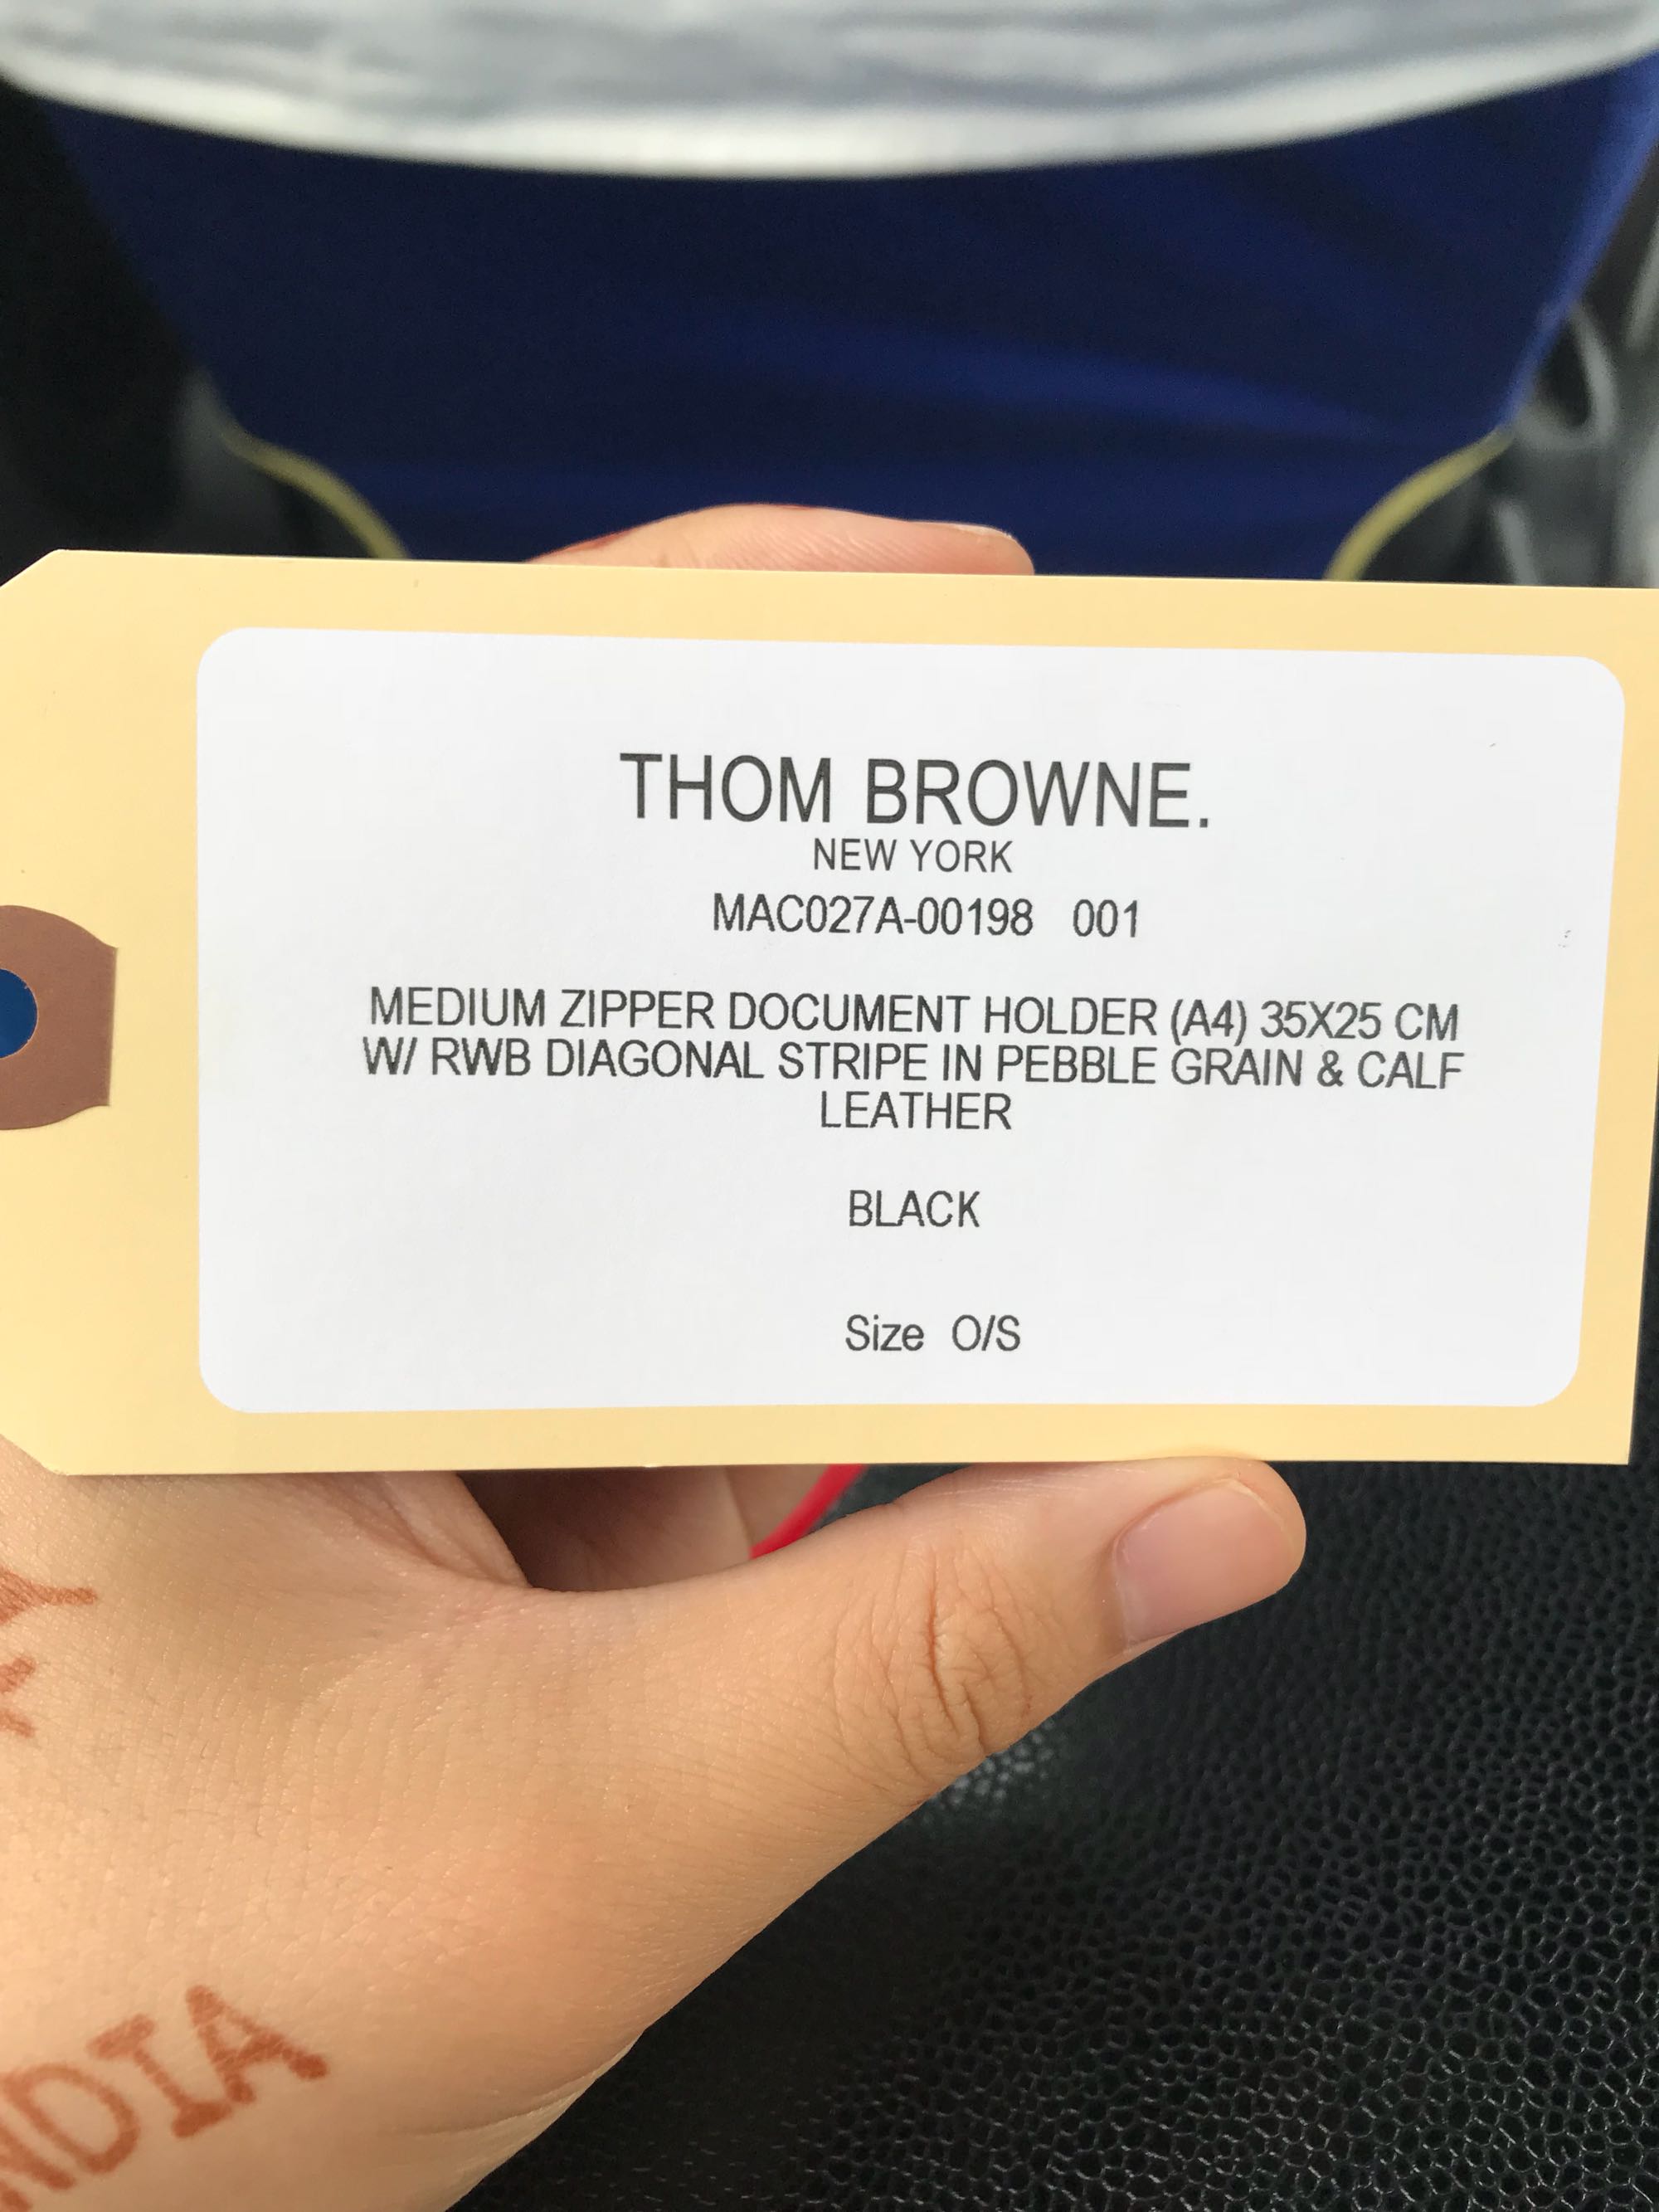 THOM BROWNE.
NEW YORK
MAC027A-00198 001
MEDIUM ZIPPER DOCUMENT HOLDER (A4) 35X25 CM
W/ RWB DIAGONAL STRIPE IN PEBBLE GRAIN & CALF
LEATHER
BLACK
Size O/S
NDIA